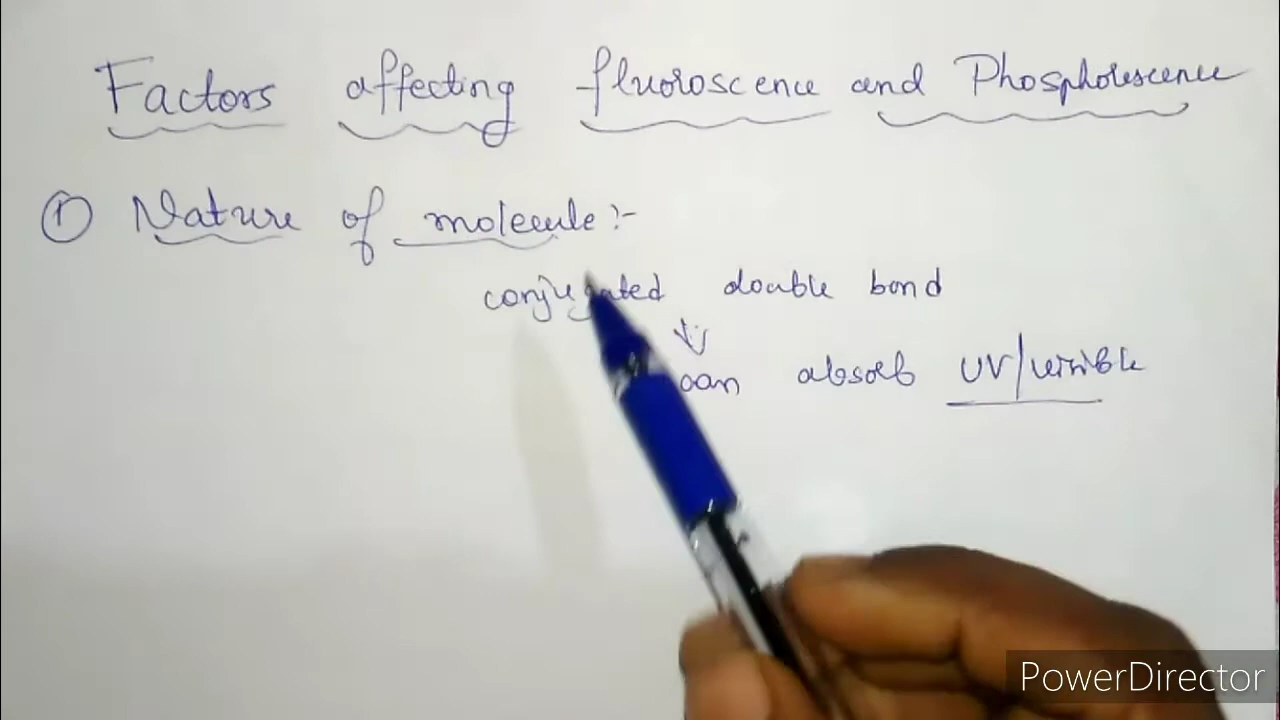 Factors affecting fluoroscence and Phosphorescence
① Nature of molecule:-
conjugated double bond
↓
can absorb UV/visible
PowerDirector